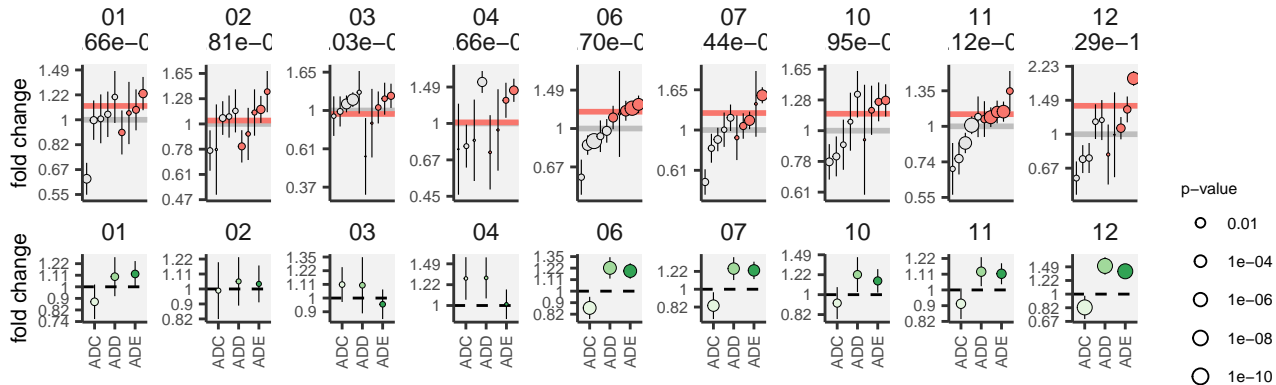 01 02 03 04 06 07 10 11 12
.66e−0 .81e−0 .03e−0 .66e−0 .70e−0 .44e−0 .95e−0 .12e−0 .29e−1
fold change
1.49 1.22 1 0.82 0.67 0.55
1.65 1.28 1 0.78 0.61 0.47
1.65 1 0.61 0.37
1.49 1 0.67 0.45
1.49 1 0.67
1.65 1 0.61
1.65 1.28 1 0.78 0.61
1.35 1 0.74 0.55
2.23 1.49 1 0.67
01 02 03 04 06 07 10 11 12
fold change
1.22 1.11 1 0.9 0.82 0.74
1.22 1.11 1 0.9 0.82
1.22 1.11 1 0.9
1.49 1.22 1
1.35 1.22 1.11 1 0.9 0.82
1.22 1 0.82
1.49 1.22 1 0.82
1.49 1.22 1 0.82
1.49 1.22 1 0.82 0.67
ADC ADD ADE ADC ADD ADE ADC ADD ADE ADC ADD ADE ADC ADD ADE ADC ADD ADE ADC ADD ADE ADC ADD ADE ADC ADD ADE
p−value
0.01
1e−04
1e−06
1e−08
1e−10